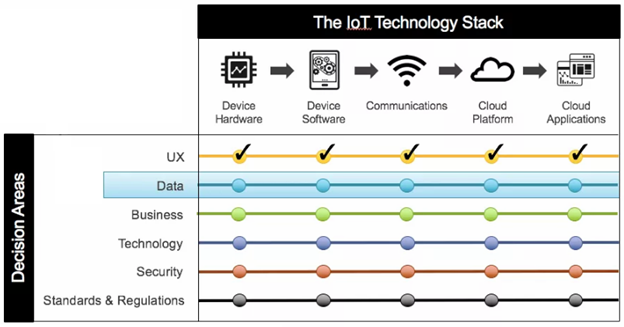 The IoT Technology Stack
Device
Hardware
Device
Software
Communications
Cloud
Platform
Cloud
Applications
Decision Areas
UX
Data
Business
Technology
Security
Standards & Regulations